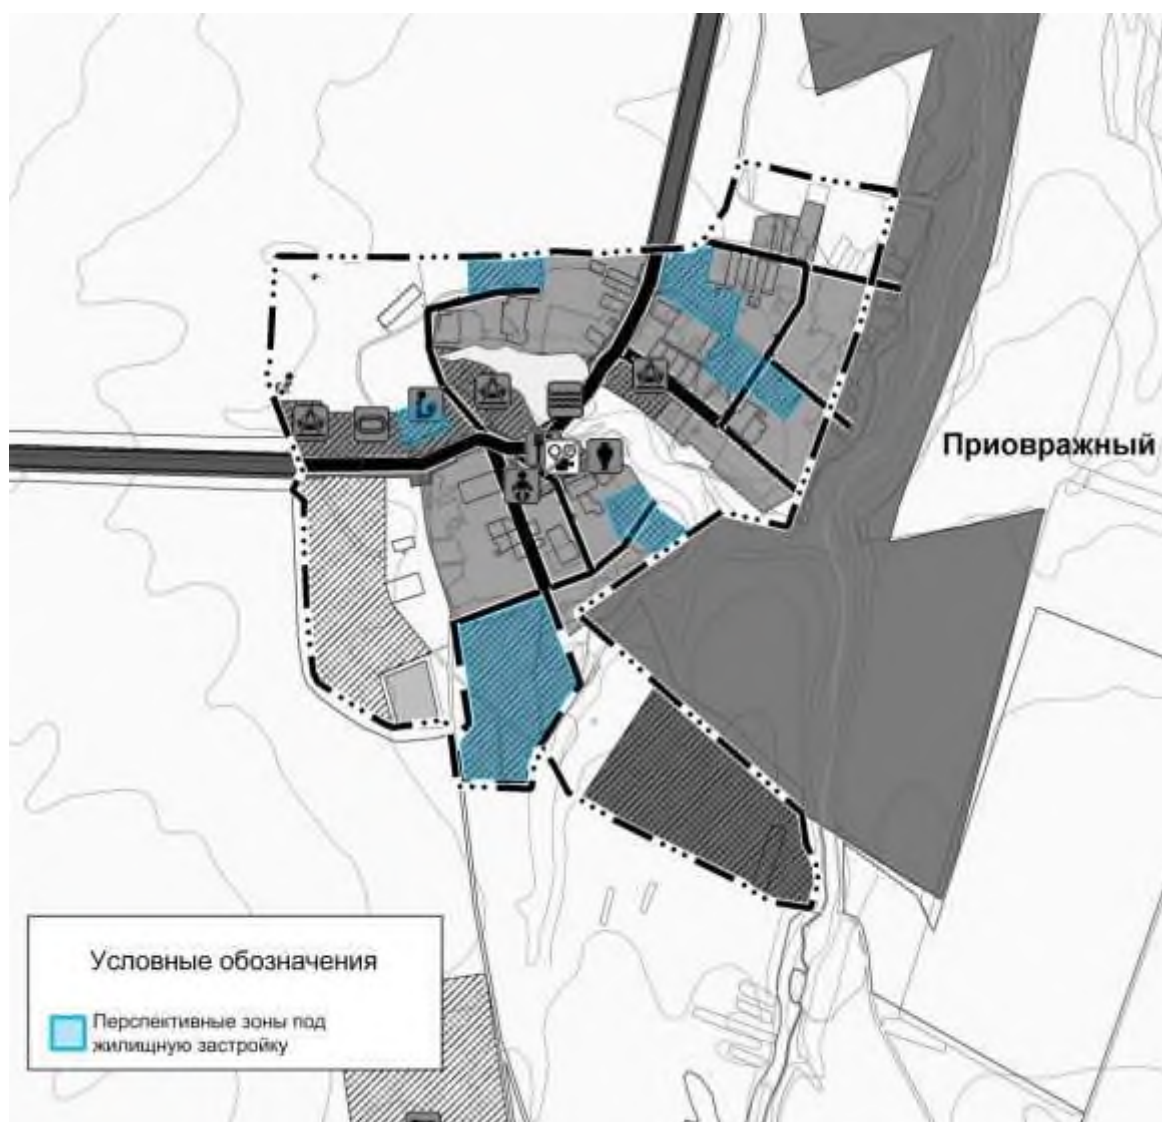 Приовражный
Условные обозначения
Перспективные зоны под
жилищную застройку